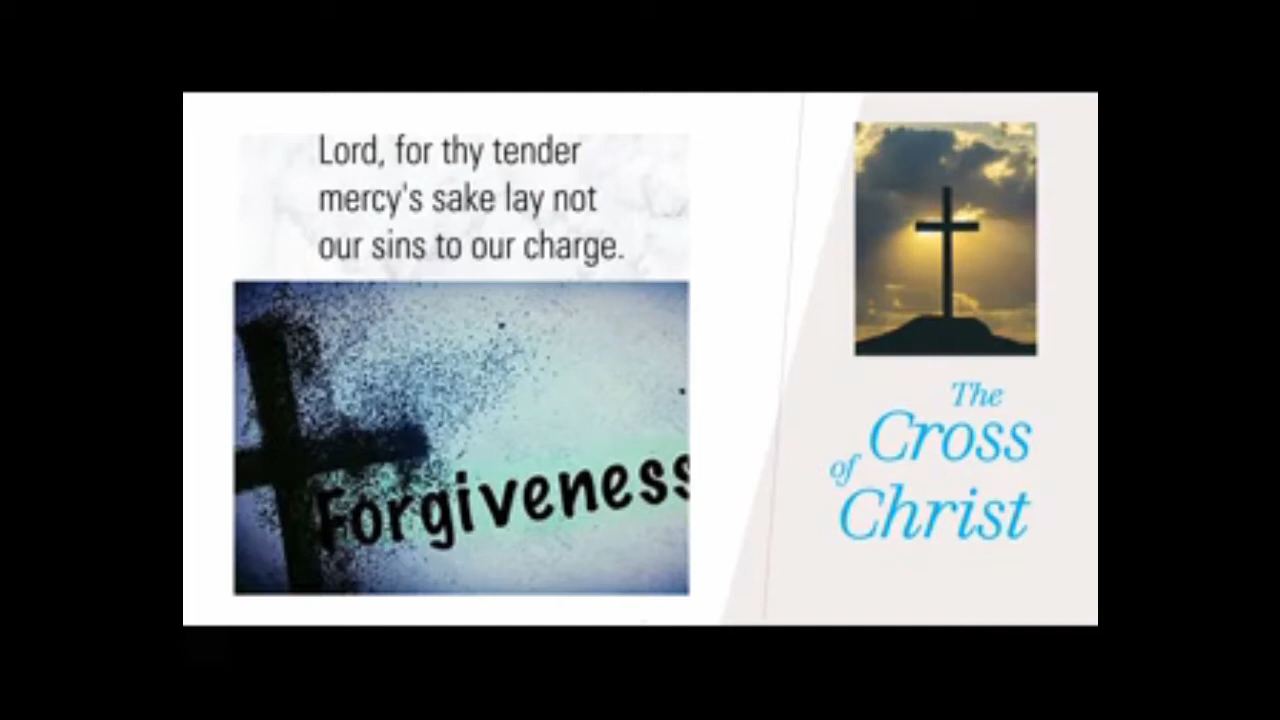 Lord, for thy tender
mercy's sake lay not
our sins to our charge.
Forgiveness
The
Cross
of
Christ